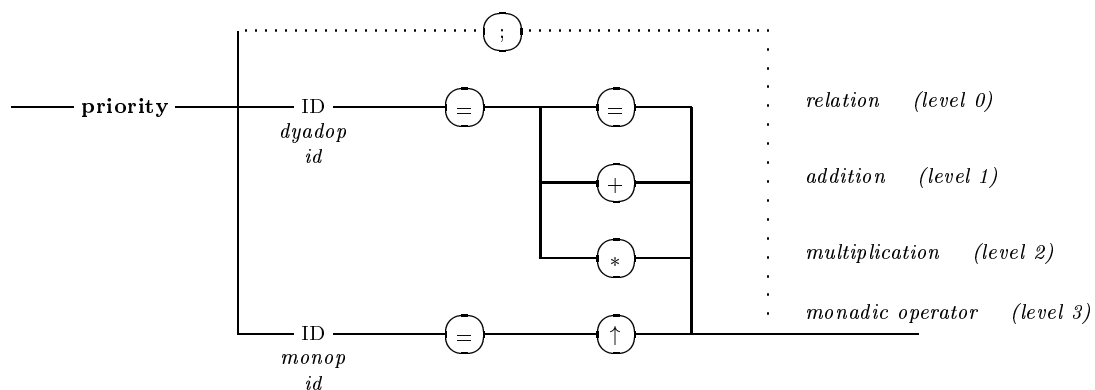 ;
priority ID = = relation (level 0)
dyadop
id
+ addition (level 1)
* multiplication (level 2)
monadic operator (level 3)
ID = ↑
monop
id